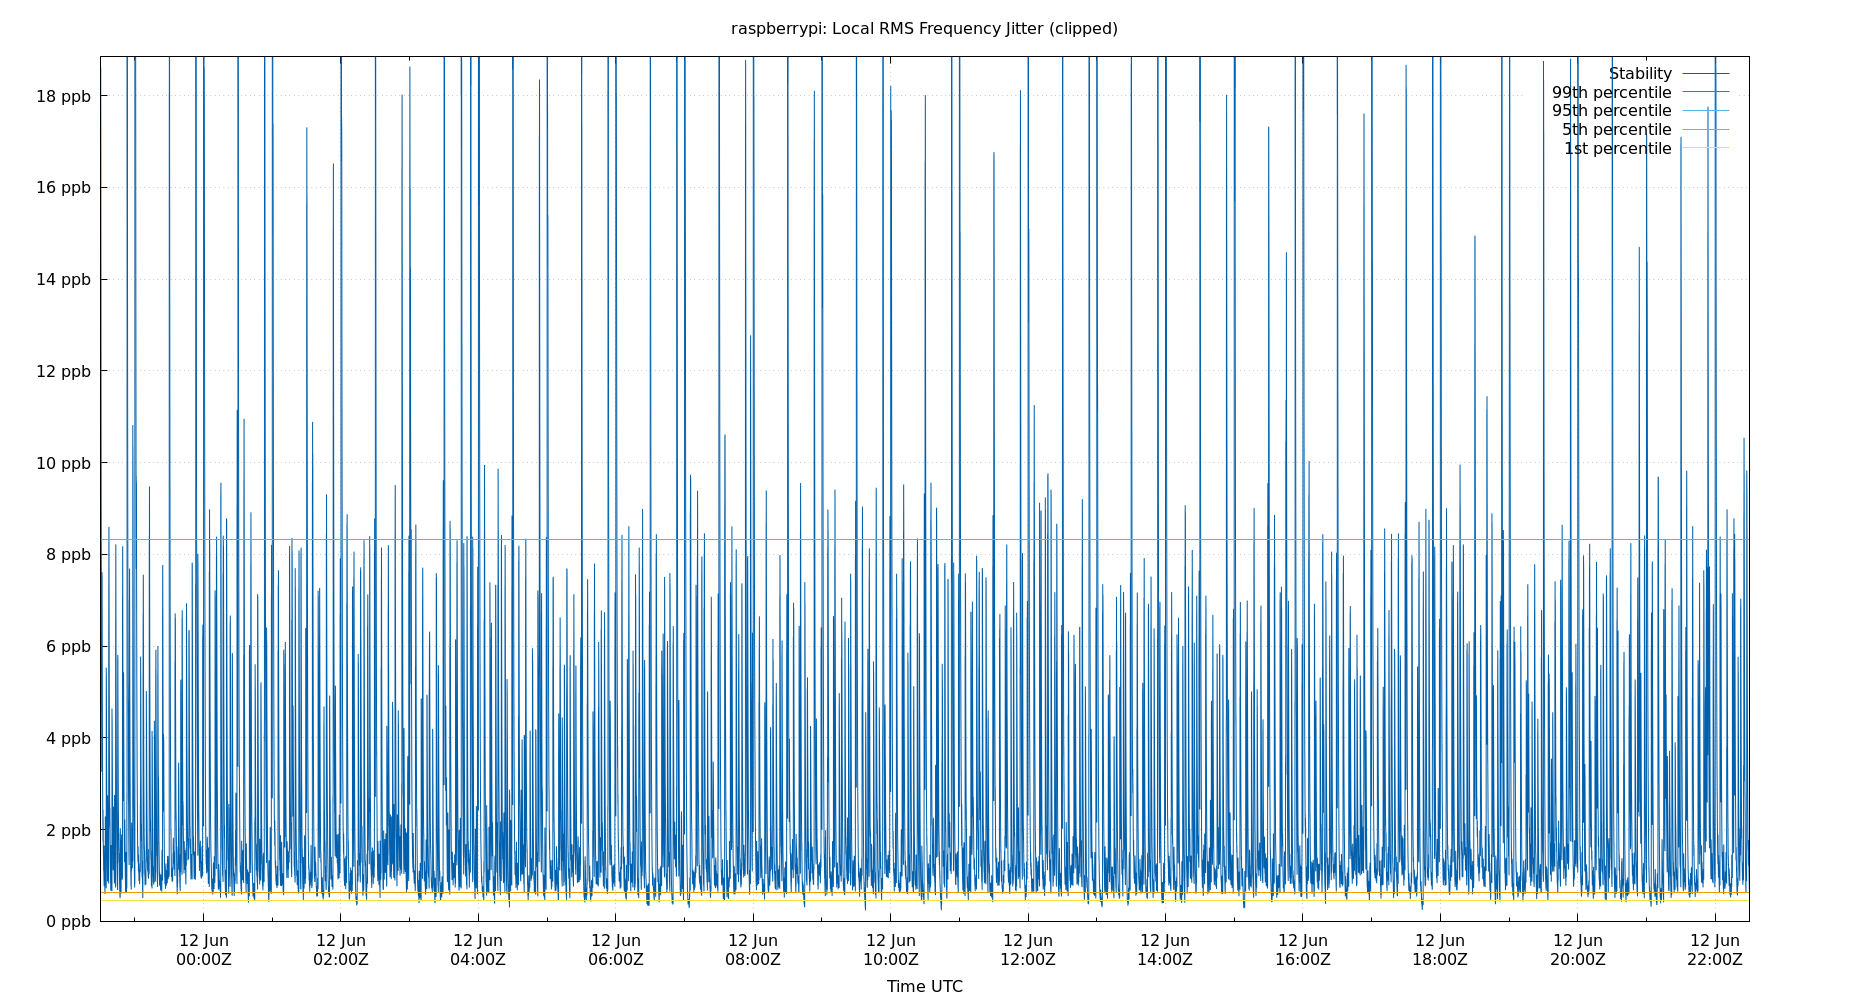 raspberrypi: Local RMS Frequency Jitter (clipped)
Stability
99th percentile
95th percentile
5th percentile
1st percentile
18 ppb
16 ppb
14 ppb
12 ppb
10 ppb
8 ppb
6 ppb
4 ppb
2 ppb
0 ppb
12 Jun 12 Jun 12 Jun 12 Jun 12 Jun 12 Jun 12 Jun 12 Jun 12 Jun 12 Jun 12 Jun 12 Jun
00:00Z 02:00Z 04:00Z 06:00Z 08:00Z 10:00Z 12:00Z 14:00Z 16:00Z 18:00Z 20:00Z 22:00Z
Time UTC